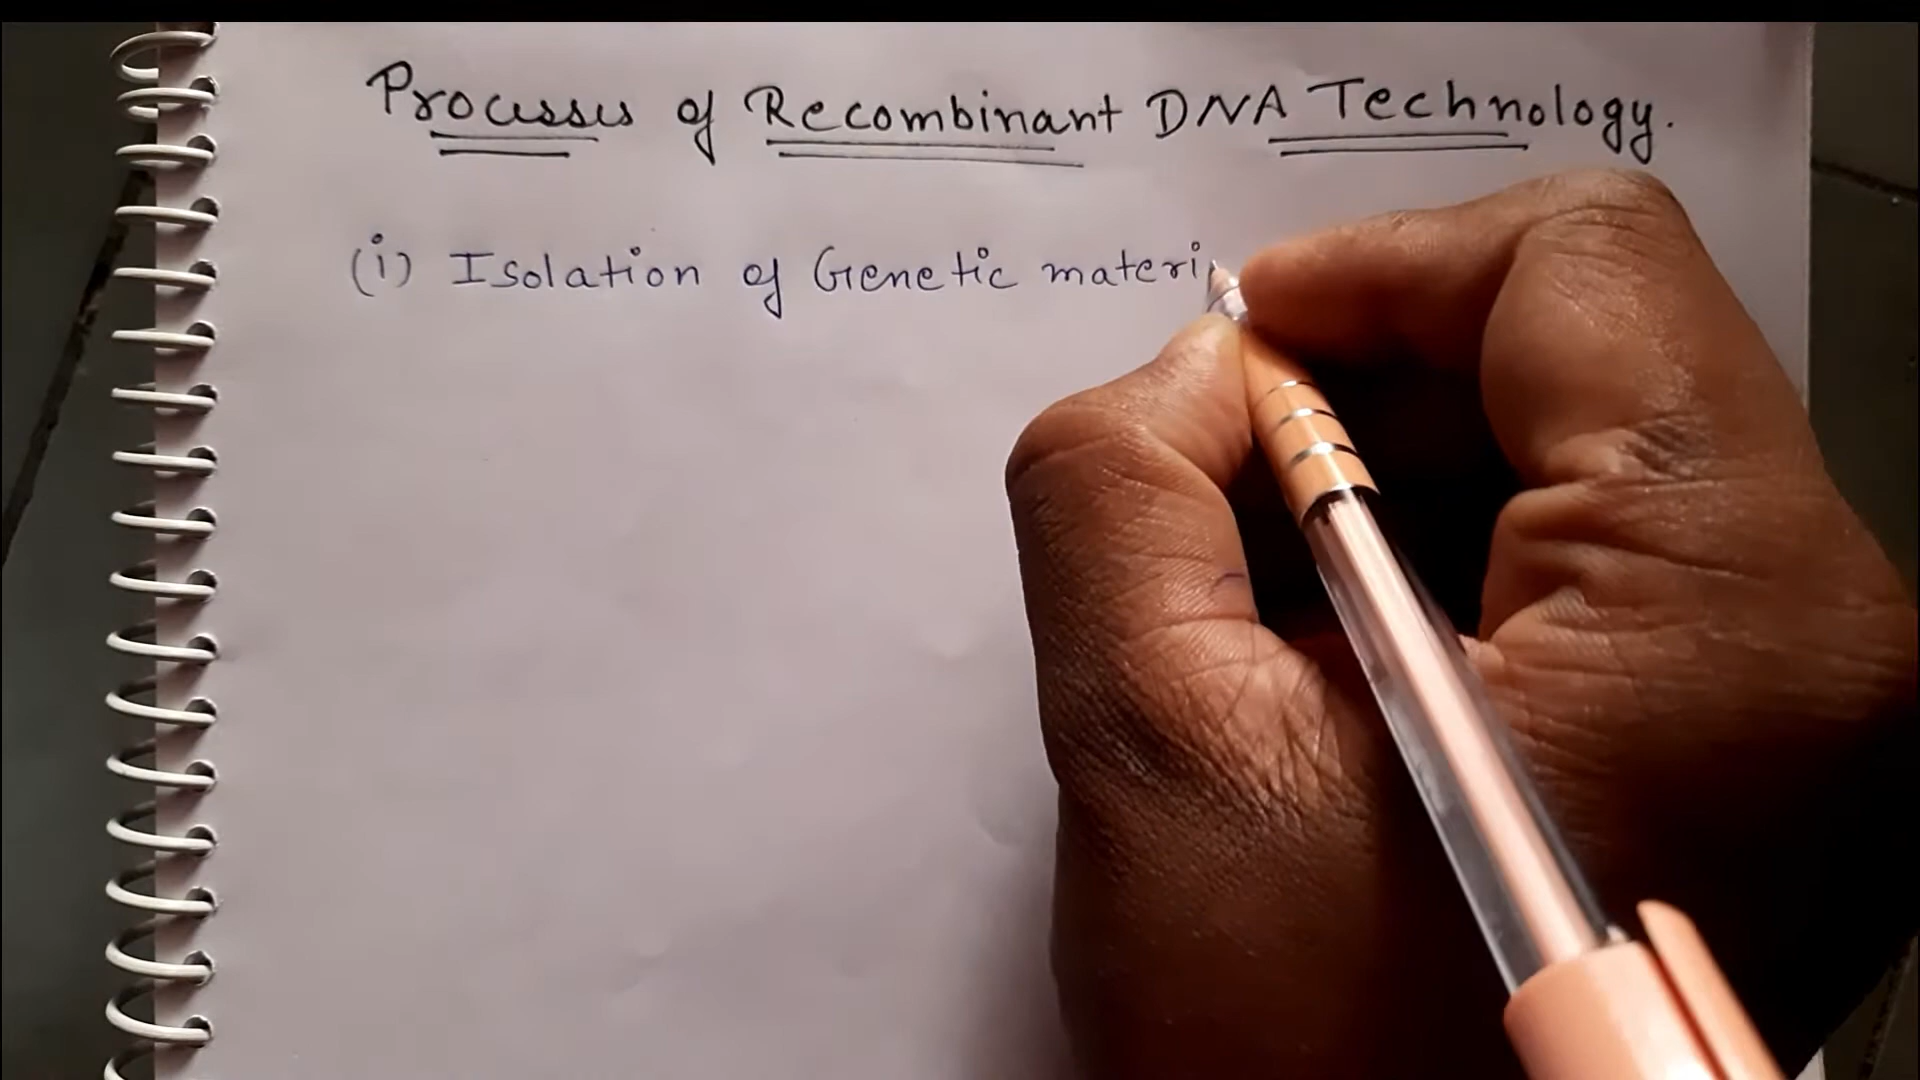 Processes of Recombinant DNA Technology.
(i) Isolation of Genetic materi